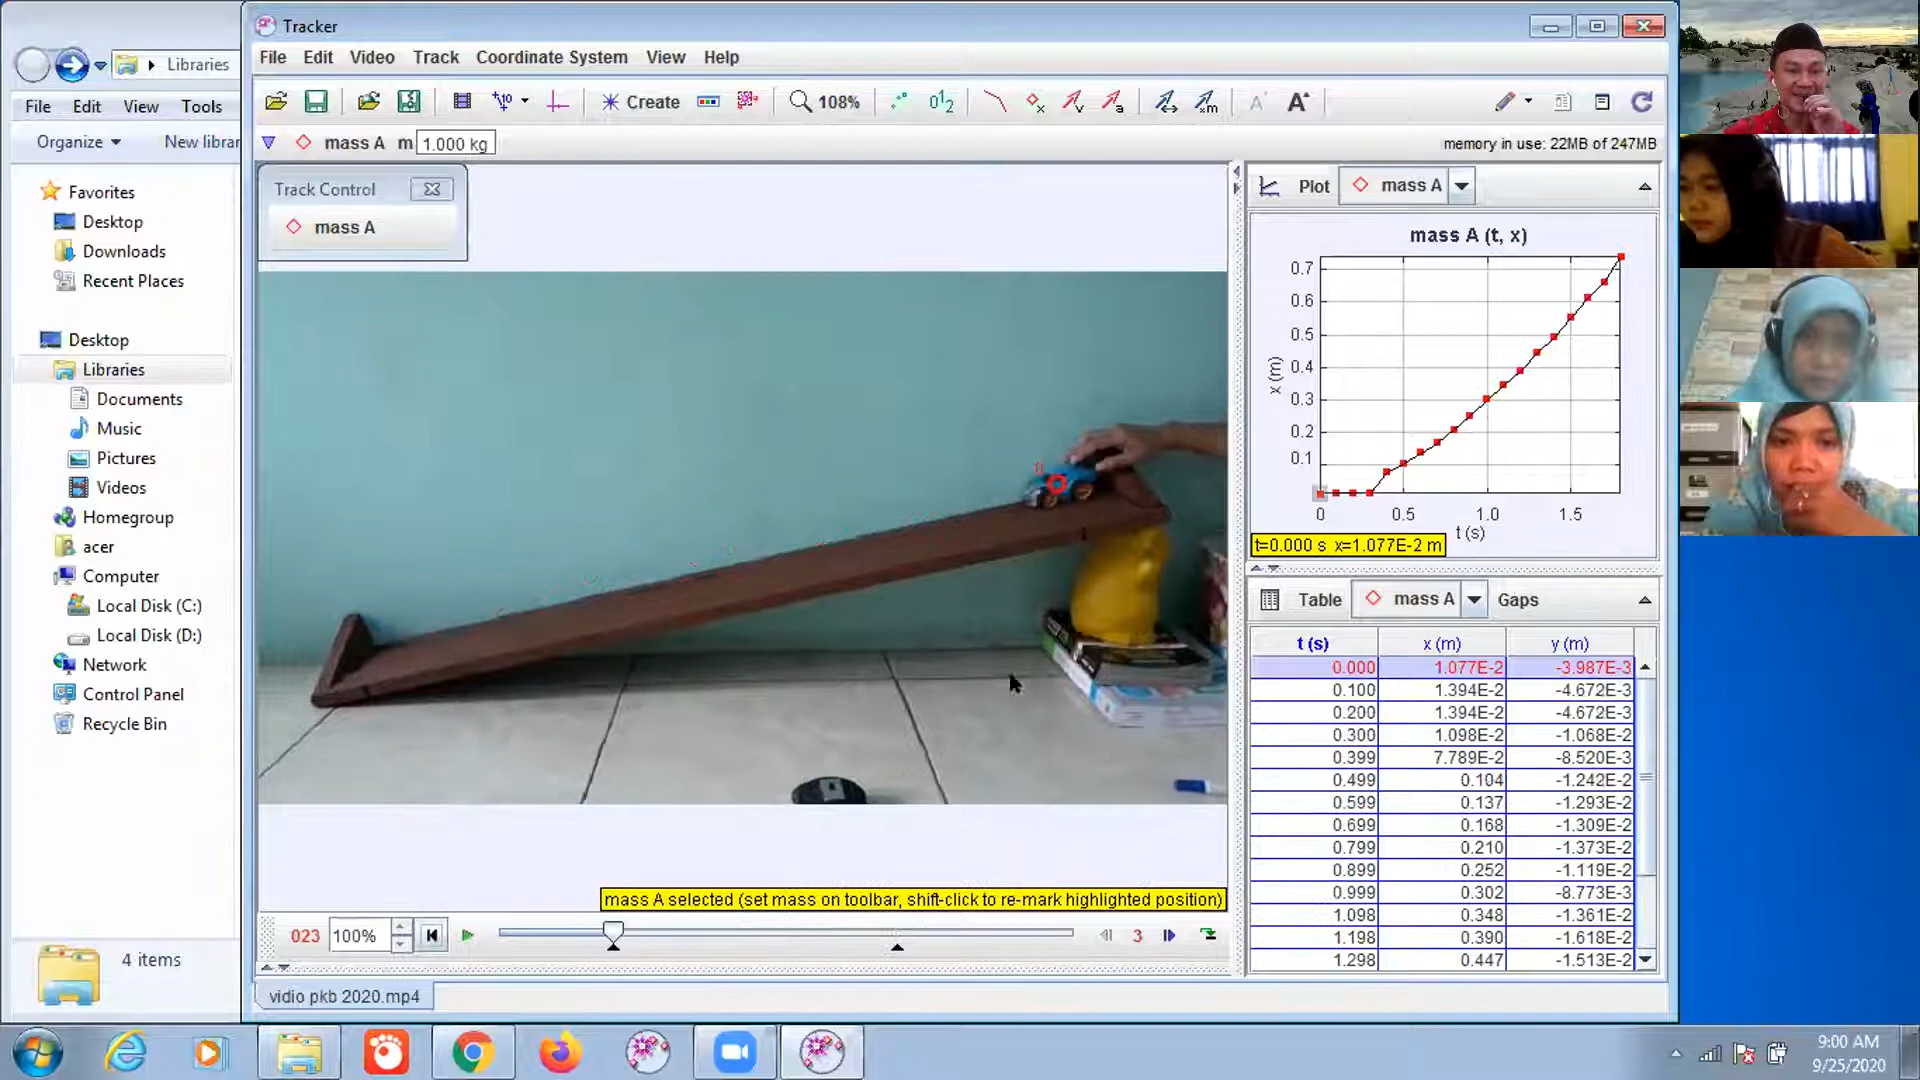 Tracker
Libraries
File Edit Video Track Coordinate System View Help
File Edit View Tools
Create 108%
Organize New librar
mass A m 1.000 kg
memory in use: 22MB of 247MB
Track Control
mass A
Favorites
Desktop
Downloads
Recent Places
Desktop
Libraries
Documents
Music
Pictures
Videos
Homegroup
acer
Computer
Local Disk (C:)
Local Disk (D:)
Network
Control Panel
Recycle Bin
4 items
Plot mass A
mass A (t, x)
0.7
0.6
0.5
0.4
0.3
0.2
0.1
x (m)
0 0.5 1.0 1.5
t (s)
t=0.000 s x=1.077E-2 m
Table mass A Gaps
t (s) x (m) y (m)
0.000 1.077E-2 -3.987E-3
0.100 1.394E-2 -4.672E-3
0.200 1.394E-2 -4.672E-3
0.300 1.098E-2 -1.068E-2
0.399 7.789E-2 -8.520E-3
0.499 0.104 -1.242E-2
0.599 0.137 -1.293E-2
0.699 0.168 -1.309E-2
0.799 0.210 -1.373E-2
0.899 0.252 -1.119E-2
0.999 0.302 -8.773E-3
1.098 0.348 -1.361E-2
1.198 0.390 -1.618E-2
1.298 0.447 -1.513E-2
mass A selected (set mass on toolbar, shift-click to re-mark highlighted position)
023 100% 3
vidio pkb 2020.mp4
9:00 AM
9/25/2020